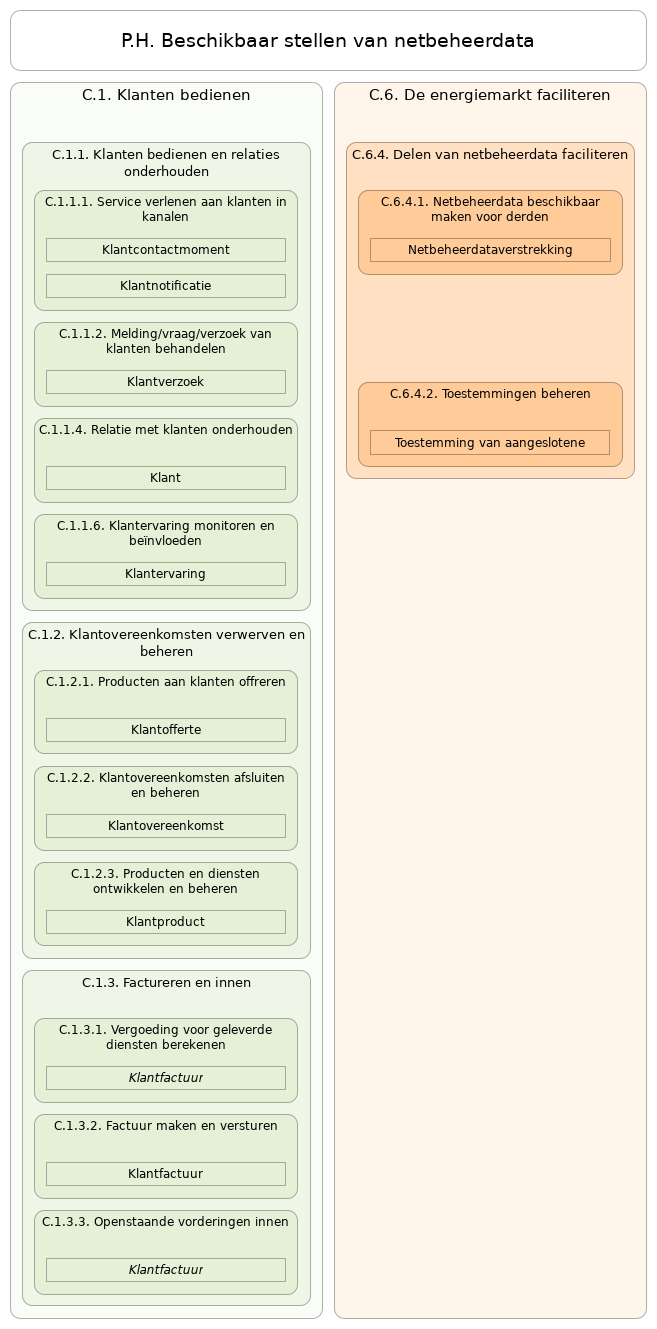 P.H. Beschikbaar stellen van netbeheerdata
C.1. Klanten bedienen
C.1.1. Klanten bedienen en relaties
onderhouden
C.1.1.1. Service verlenen aan klanten in
kanalen
Klantcontactmoment
Klantnotificatie
C.1.1.2. Melding/vraag/verzoek van
klanten behandelen
Klantverzoek
C.1.1.4. Relatie met klanten onderhouden
Klant
C.1.1.6. Klantervaring monitoren en
beïnvloeden
Klantervaring
C.1.2. Klantovereenkomsten verwerven en
beheren
C.1.2.1. Producten aan klanten offreren
Klantofferte
C.1.2.2. Klantovereenkomsten afsluiten
en beheren
Klantovereenkomst
C.1.2.3. Producten en diensten
ontwikkelen en beheren
Klantproduct
C.1.3. Factureren en innen
C.1.3.1. Vergoeding voor geleverde
diensten berekenen
Klantfactuur
C.1.3.2. Factuur maken en versturen
Klantfactuur
C.1.3.3. Openstaande vorderingen innen
Klantfactuur
C.6. De energiemarkt faciliteren
C.6.4. Delen van netbeheerdata faciliteren
C.6.4.1. Netbeheerdata beschikbaar
maken voor derden
Netbeheerdataverstrekking
C.6.4.2. Toestemmingen beheren
Toestemming van aangeslotene